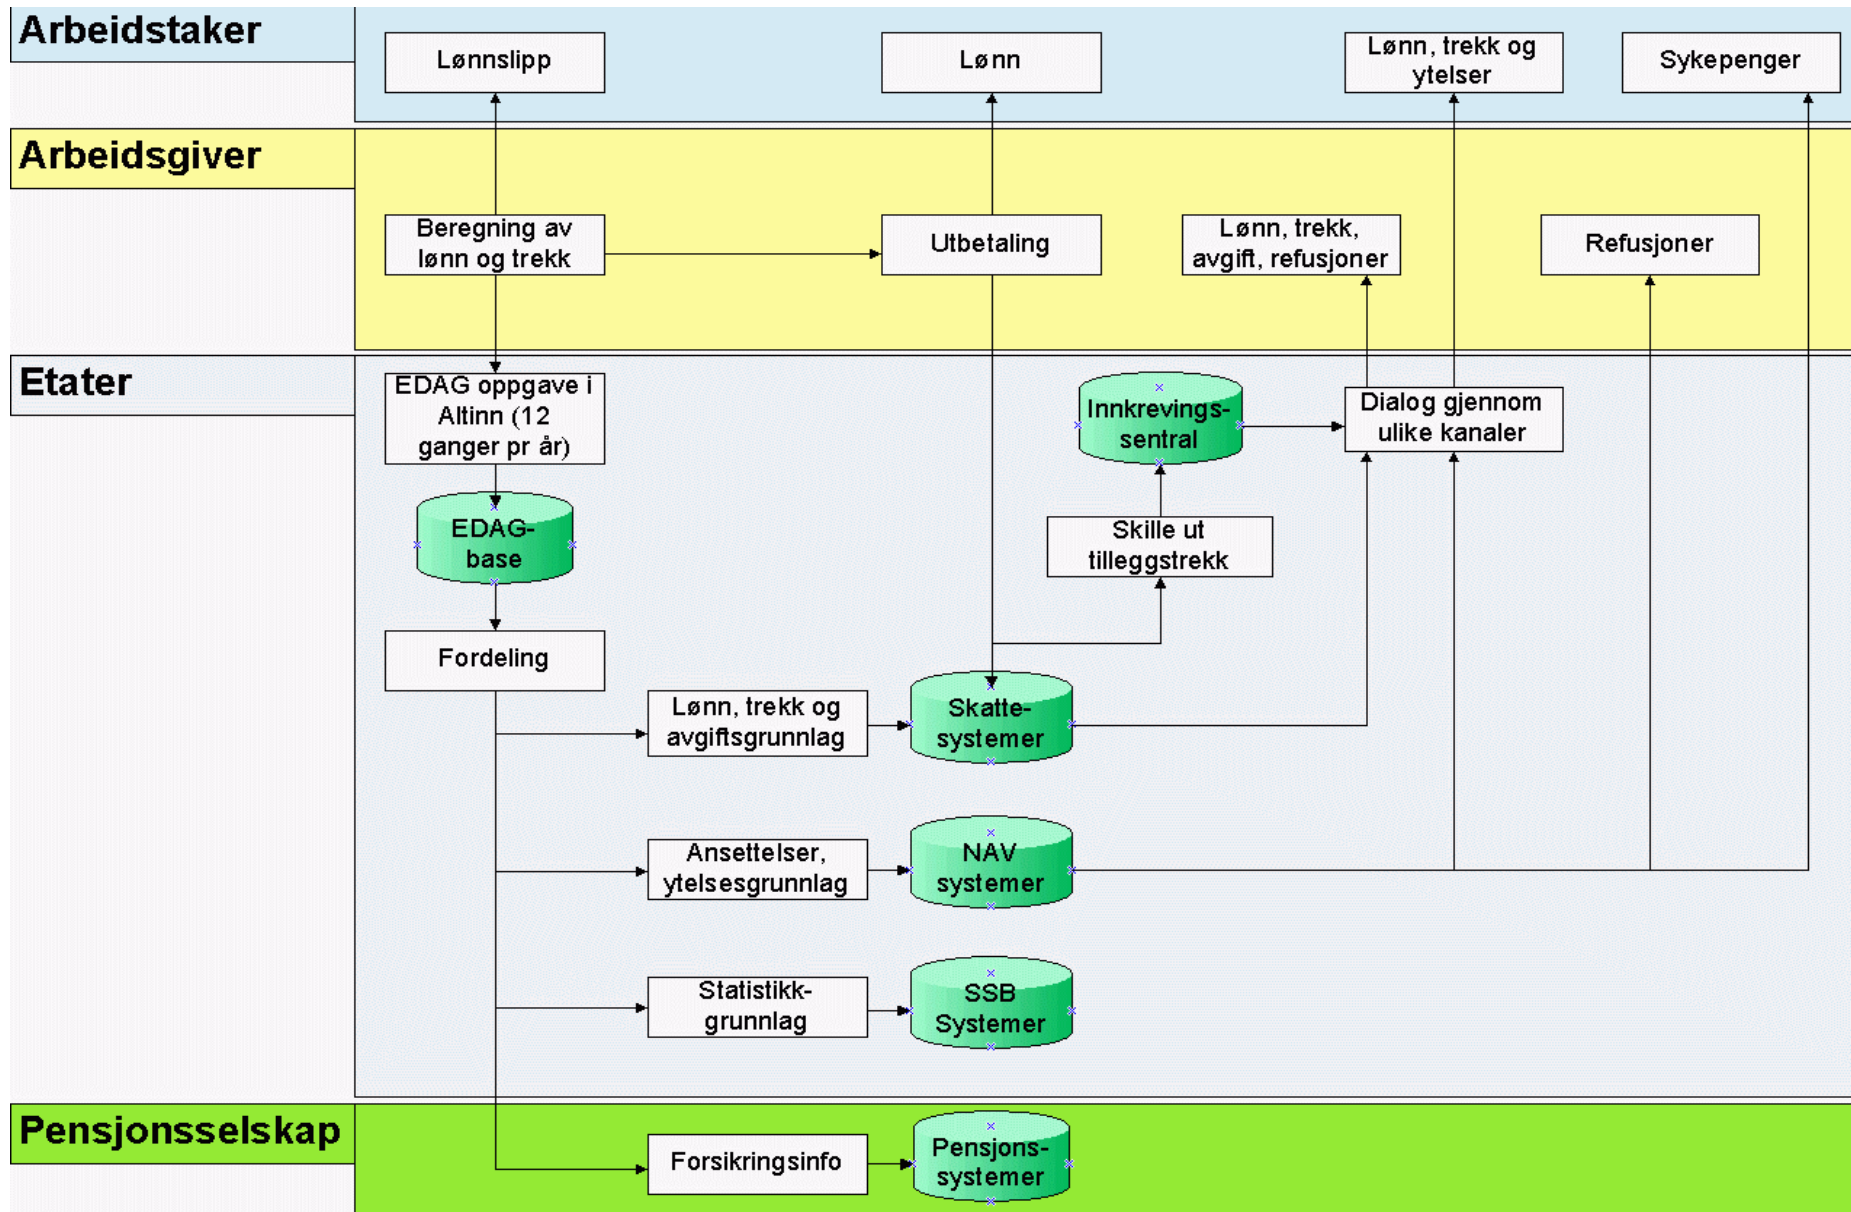 Arbeidstaker
Lønnslipp
Lønn
Lønn, trekk og
ytelser
Sykepenger
Arbeidsgiver
Beregning av
lønn og trekk
Utbetaling
Lønn, trekk,
avgift, refusjoner
Refusjoner
Etater
EDAG oppgave i
Altinn (12
ganger pr år)
Innkrevings-
sentral
Dialog gjennom
ulike kanaler
EDAG-
base
Skille ut
tilleggstrekk
Fordeling
Lønn, trekk og
avgiftsgrunnlag
Skatte-
systemer
Ansettelser,
ytelsesgrunnlag
NAV
systemer
Statistikk-
grunnlag
SSB
Systemer
Pensjonsselskap
Forsikringsinfo
Pensjons-
systemer